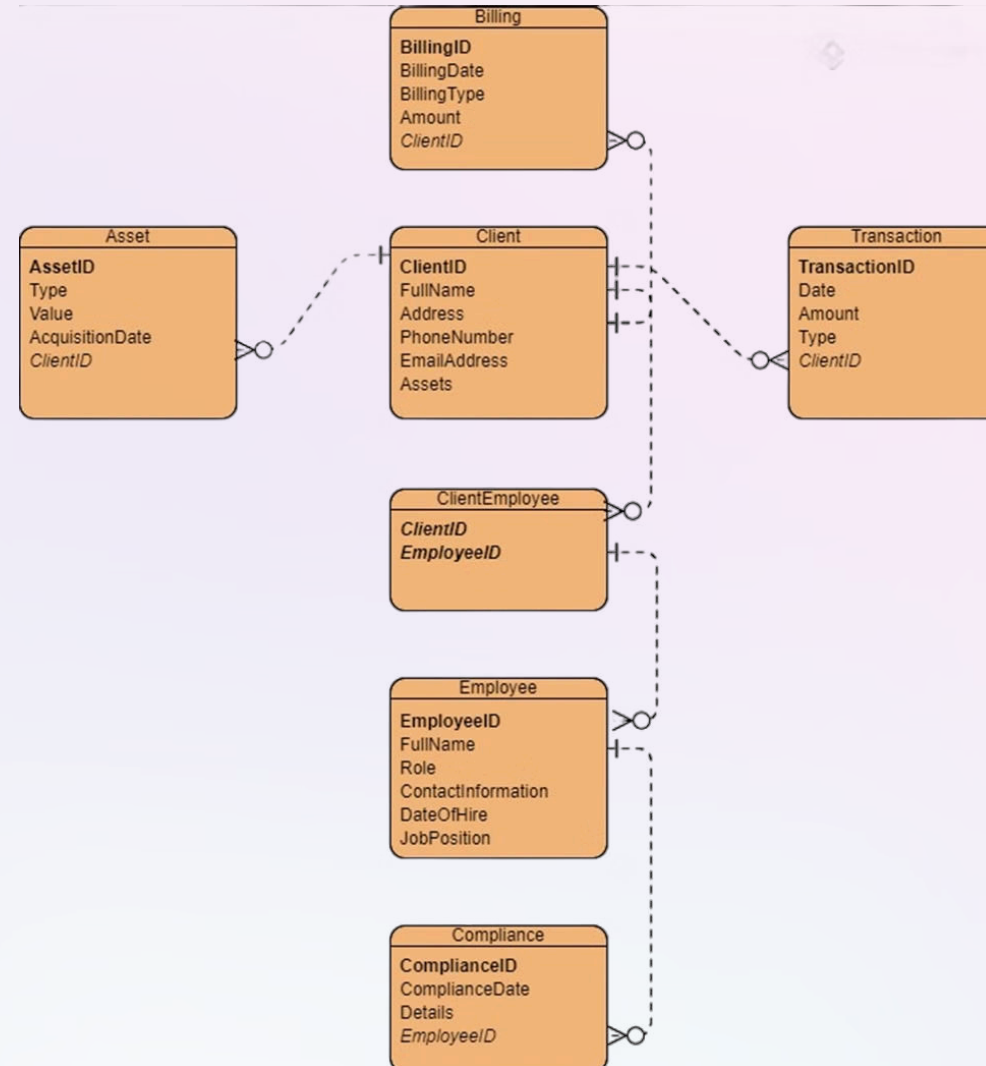 Billing
BillingID
BillingDate
BillingType
Amount
ClientID
Asset
AssetID
Type
Value
AcquisitionDate
ClientID
Client
ClientID
FullName
Address
PhoneNumber
EmailAddress
Assets
Transaction
TransactionID
Date
Amount
Type
ClientID
ClientEmployee
ClientID
EmployeeID
Employee
EmployeeID
FullName
Role
ContactInformation
DateOfHire
JobPosition
Compliance
ComplianceID
ComplianceDate
Details
EmployeeID